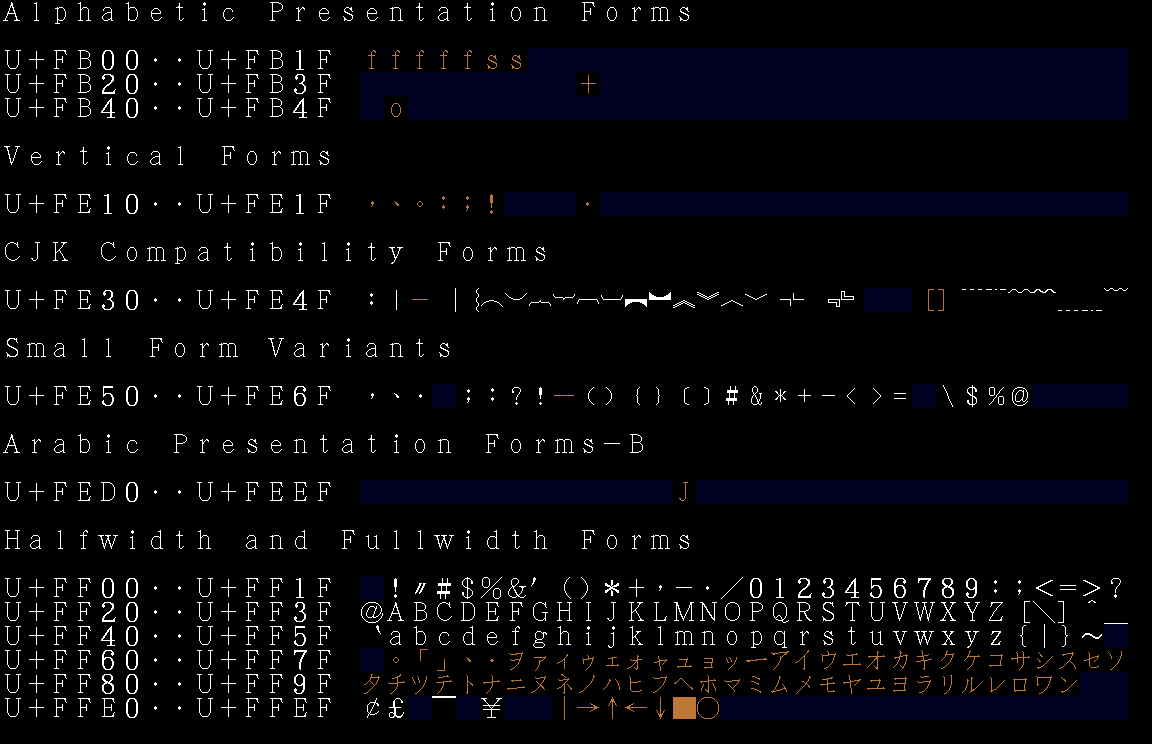 Alphabetic Presentation Forms
U+FB00··U+FB1F fffffss
U+FB20··U+FB3F +
U+FB40··U+FB4F o
Vertical Forms
U+FE10··U+FE1F ,、。:;! ·
CJK Compatibility Forms
U+FE30··U+FE4F :|— |︴︵︶︷︸︹︺︻︼︽︾︿﹀﹁﹂﹃﹄ [] ﹉﹊﹋﹌﹍﹎﹏
Small Form Variants
U+FE50··U+FE6F ,、. ;:?!—(){}〔〕#&*+-<>= \$%@
Arabic Presentation Forms-B
U+FED0··U+FEEF J
Halfwidth and Fullwidth Forms
U+FF00··U+FF1F !〃#$%&'()*+,-./0123456789:;<=>?
U+FF20··U+FF3F @ABCDEFGHIJKLMNOPQRSTUVWXYZ[\]^_
U+FF40··U+FF5F `abcdefghijklmnopqrstuvwxyz{|}~
U+FF60··U+FF7F 。「」、・ヲァィゥェォャュョッーアイウエオカキクケコサシスセソ
U+FF80··U+FF9F タチツテトナニヌネノハヒフヘホマミムメモヤユヨラリルレロワン
U+FFE0··U+FFEF ¢£ ¯ ¥ |→↑←↓■○